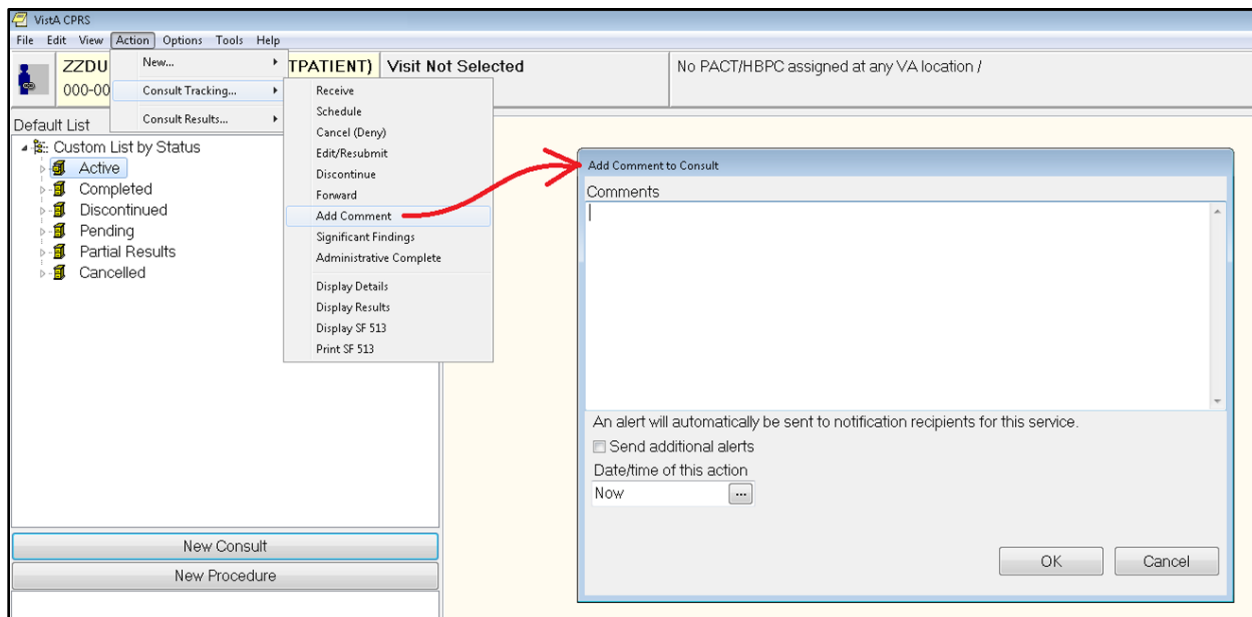 VistA CPRS
File Edit View Action Options Tools Help
ZZDU
TPATIENT) Visit Not Selected
No PACT/HBPC assigned at any VA location /
000-00
New...
Consult Tracking...
Consult Results...
Receive
Schedule
Cancel (Deny)
Edit/Resubmit
Discontinue
Forward
Add Comment
Significant Findings
Administrative Complete
Display Details
Display Results
Display SF 513
Print SF 513
Default List
Custom List by Status
Active
Completed
Discontinued
Pending
Partial Results
Cancelled
New Consult
New Procedure
Add Comment to Consult
Comments
An alert will automatically be sent to notification recipients for this service.
Send additional alerts
Date/time of this action
Now
...
OK Cancel